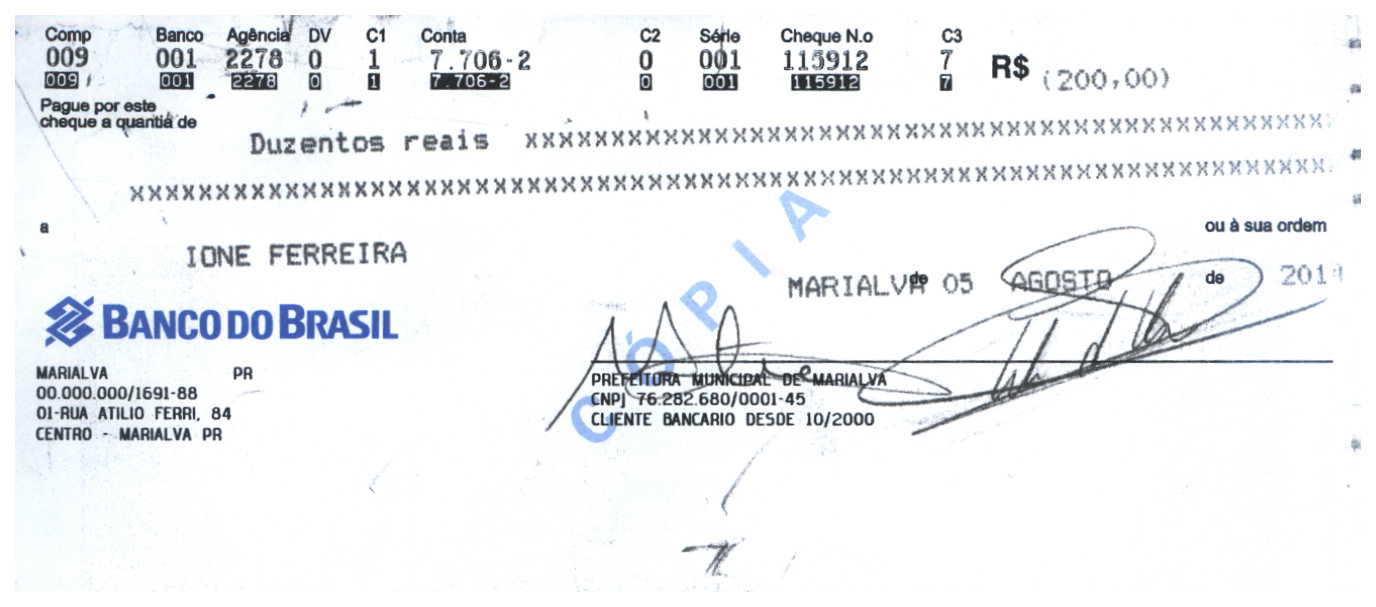 Comp Banco Agência DV C1 Conta C2 Série Cheque N.o C3
009 001 2278 0 1 7.706-2 0 001 115912 7 R$ (200,00)
009 001 2278 0 1 7.706-2 0 001 115912 7
Pague por este
cheque a quantia de
Duzentos reais xxxxxxxxxxxxxxxxxxxxxxxxxxxxxxxxxxxxxxxxxxxxxxxx
xxxxxxxxxxxxxxxxxxxxxxxxxxxxxxxxxxxxxxxxxxxxxxxxxxxxxxxxxxxxxxxxxxxxxx
a ou à sua ordem
IONE FERREIRA
MARIALVA de 05 AGOSTO de
CÓPIA
BANCO DO BRASIL
MARIALVA PR
00.000.000/1691-88
01-RUA ATILIO FERRI, 84
CENTRO - MARIALVA PR
PREFEITURA MUNICIPAL DE MARIALVA
CNPJ 76.282.680/0001-45
CLIENTE BANCARIO DESDE 10/2000